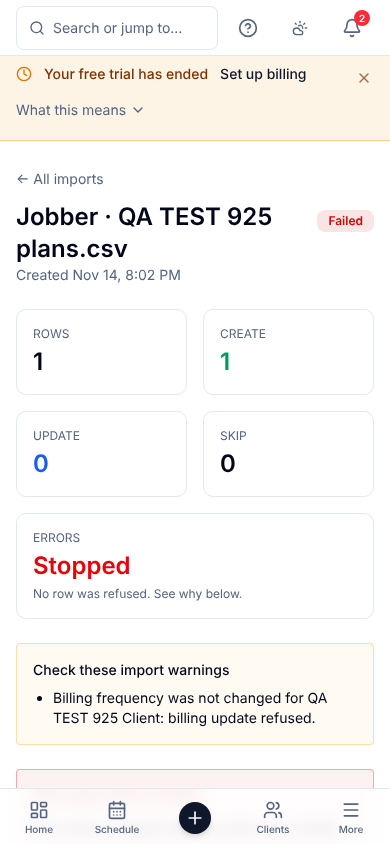 Search or jump to...
2
Your free trial has ended Set up billing
What this means
← All imports
Jobber · QA TEST 925
plans.csv
Failed
Created Nov 14, 8:02 PM
ROWS
1
CREATE
1
UPDATE
0
SKIP
0
ERRORS
Stopped
No row was refused. See why below.
Check these import warnings
• Billing frequency was not changed for QA
TEST 925 Client: billing update refused.
Home
Schedule
Clients
More